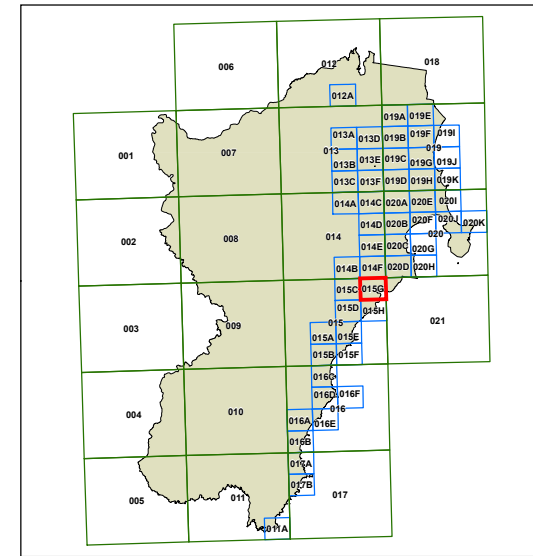 006 012 018
012A
019A 019E
013A 013D 019B 019F 019I
001 007 013 019
013B 013E 019C 019G 019J
013C 013F 019D 019H 019K
014A 014C 020A 020E 020I
014D 020B 020F 020J 020K
002 008 014 020
014E 020C 020G
014B 014F 020D 020H
015C 015G
015D 015H
003 009 015 021
015A 015E
015B 015F
016C
016D 016F
004 010 016
016A 016E
016B
017A
017B
005 011 017
011A